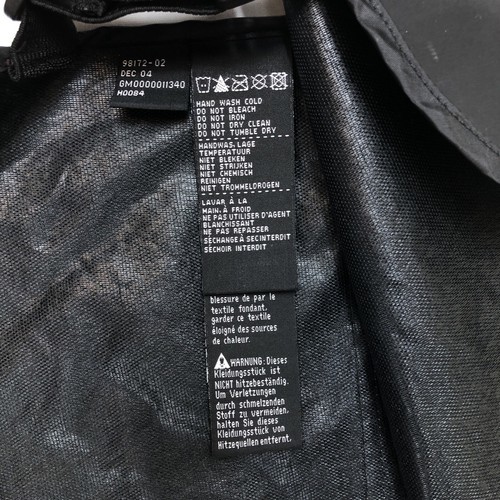 98172-02
DEC 04
GM0000011340
H0084
HAND WASH COLD
DO NOT BLEACH
DO NOT IRON
DO NOT DRY CLEAN
DO NOT TUMBLE DRY
HANDWAS, LAGE
TEMPERATUUR
NIET BLEKEN
NIET STRIJKEN
NIET CHEMISCH
REINIGEN
NIET TROMMELDROGEN
LAVAR À LA
MAIN, À FROID
NE PAS UTILISER D'AGENT
BLANCHISSANT
NE PAS REPASSER
SÉCHANGE À SEC INTERDIT
SÉCHOIR INTERDIT
blessure de par le
textile fondant,
garder ce textile
éloigné des sources
de chaleur.
WARNUNG: Dieses
Kleidungsstück ist
NICHT hitzebeständig.
Um Verletzungen
durch schmelzenden
Stoff zu vermeiden,
halten Sie dieses
Kleidungsstück von
Hitzequellen entfernt.